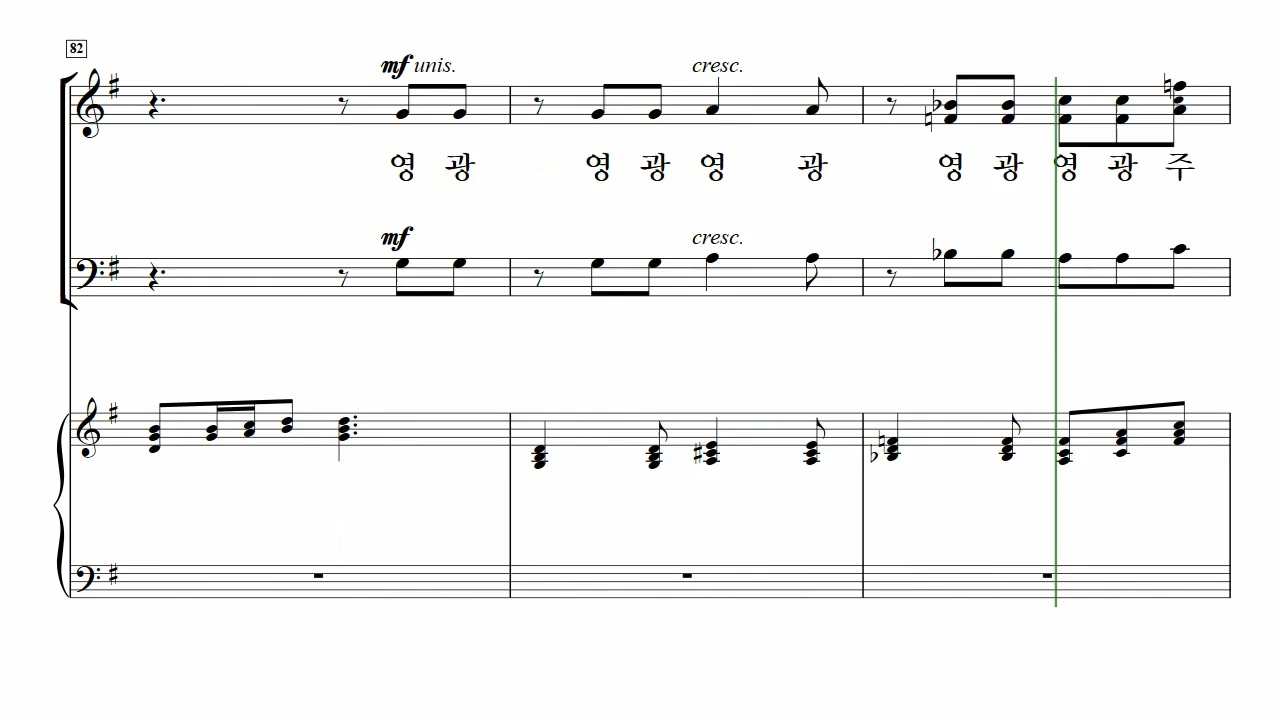 82
mf unis. cresc.
영 광 영 광 영 광 영 광 영 광 주
mf cresc.